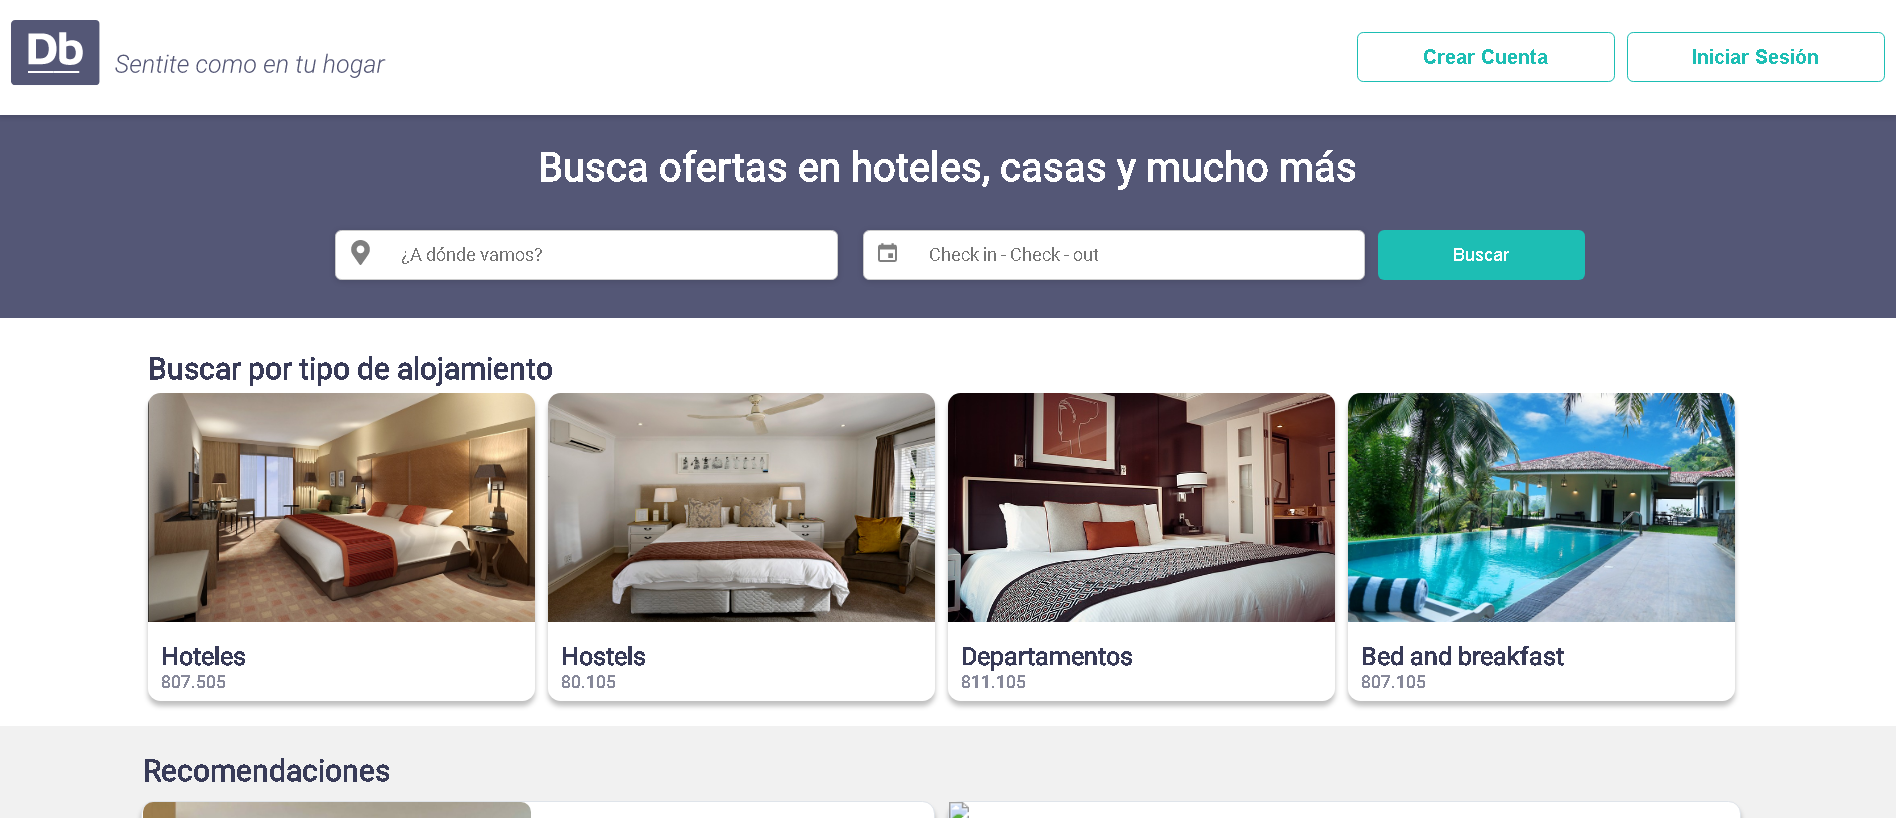 Db
Sentite como en tu hogar
Crear Cuenta
Iniciar Sesión
Busca ofertas en hoteles, casas y mucho más
¿A dónde vamos?
Check in - Check - out
Buscar
Buscar por tipo de alojamiento
Hoteles
807.505
Hostels
80.105
Departamentos
811.105
Bed and breakfast
807.105
Recomendaciones